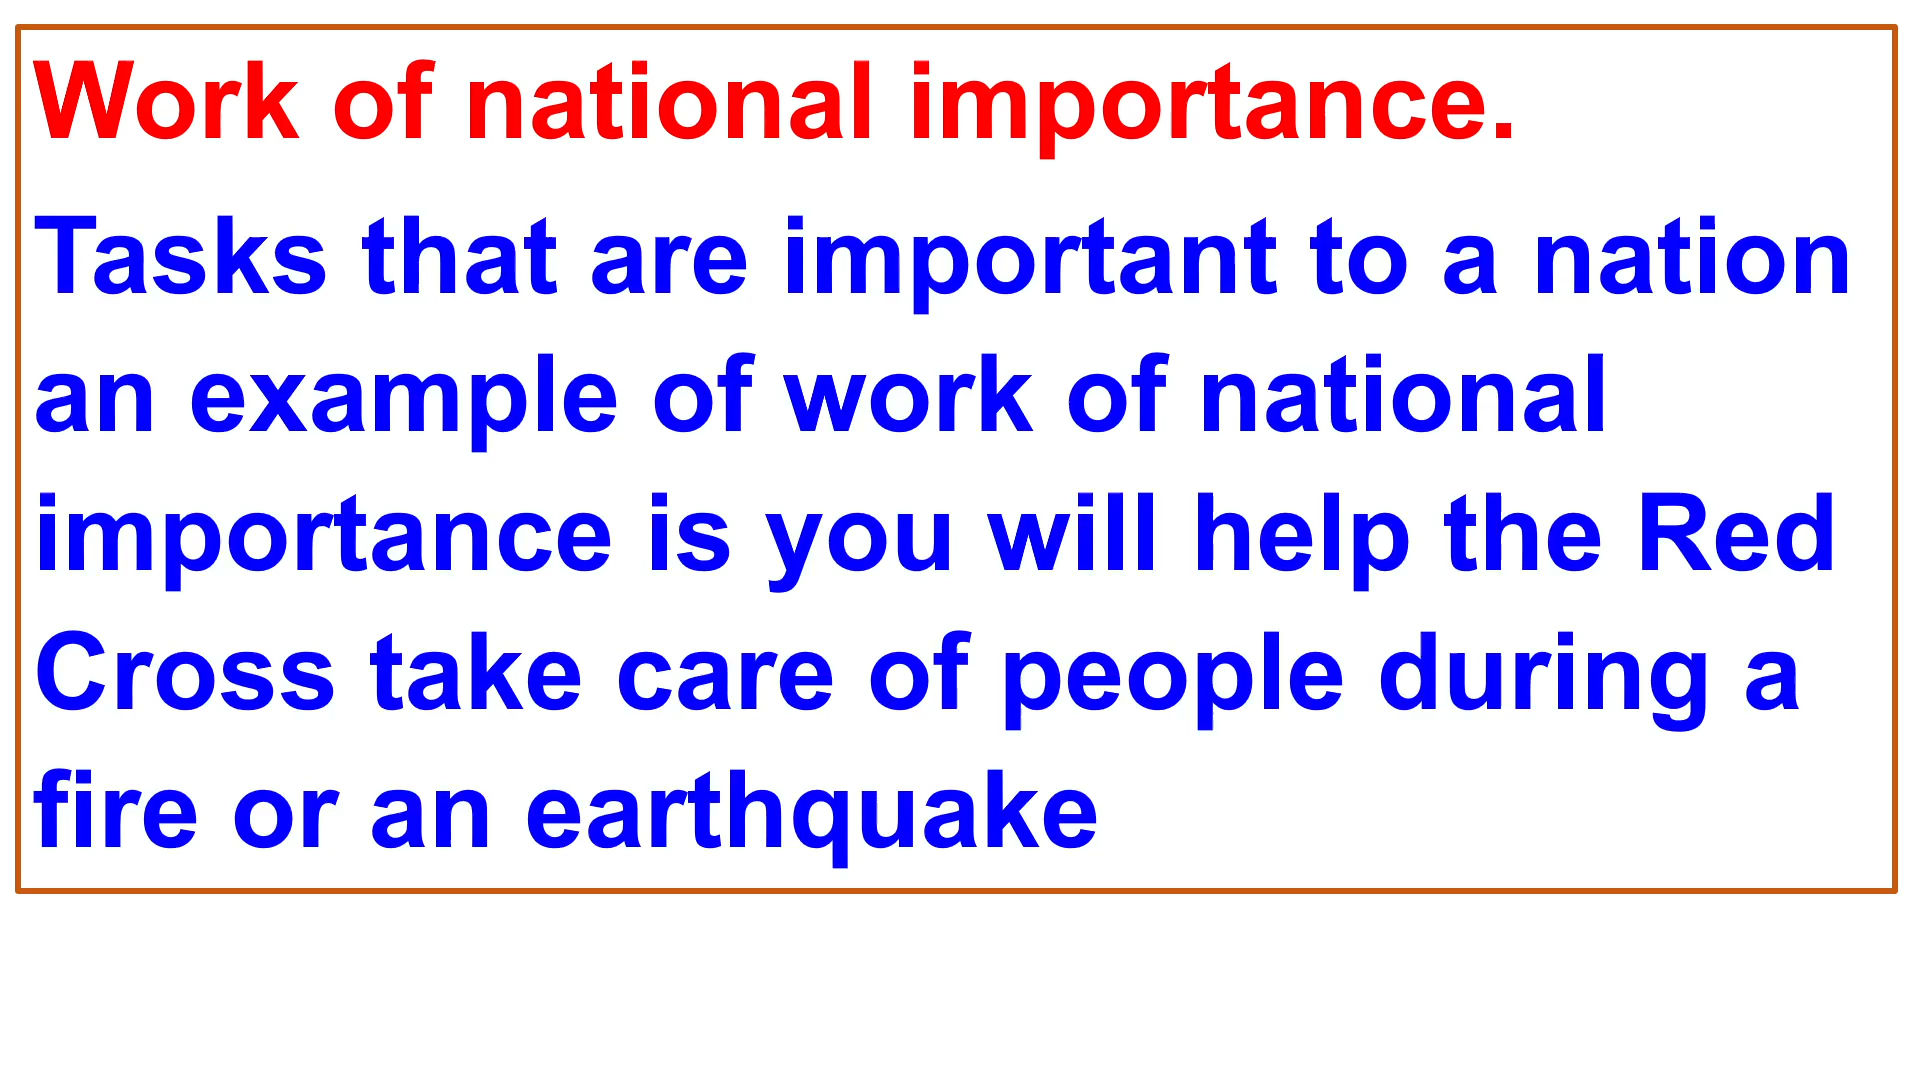 Work of national importance.
Tasks that are important to a nation
an example of work of national
importance is you will help the Red
Cross take care of people during a
fire or an earthquake